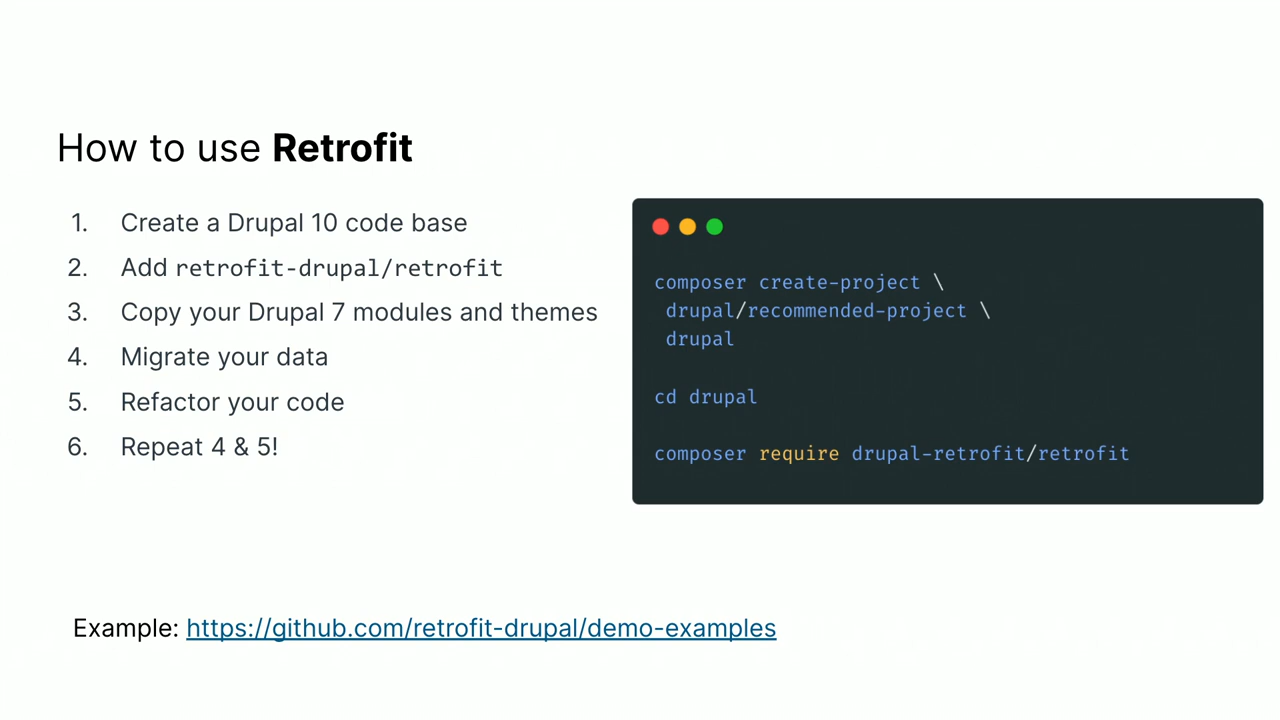 How to use Retrofit
1. Create a Drupal 10 code base
2. Add retrofit-drupal/retrofit
3. Copy your Drupal 7 modules and themes
4. Migrate your data
5. Refactor your code
6. Repeat 4 & 5!
composer create-project \
drupal/recommended-project \
drupal
cd drupal
composer require drupal-retrofit/retrofit
Example: https://github.com/retrofit-drupal/demo-examples